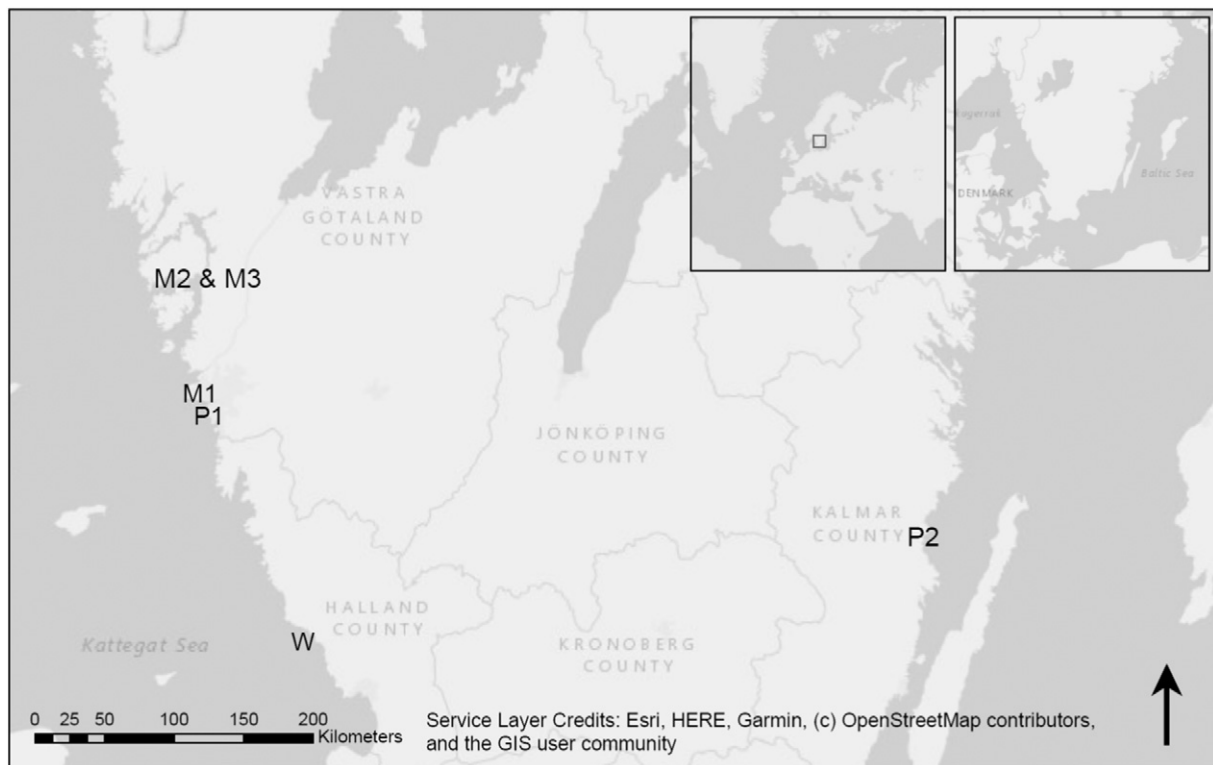 Skagerrak
Baltic Sea
DENMARK
VÄSTRA
GÖTALAND
COUNTY
M2 & M3
M1
P1
JÖNKÖPING
COUNTY
KALMAR
COUNTY
P2
HALLAND
COUNTY
W
Kattegat Sea
KRONOBERG
COUNTY
0 25 50 100 150 200
Kilometers
Service Layer Credits: Esri, HERE, Garmin, (c) OpenStreetMap contributors,
and the GIS user community